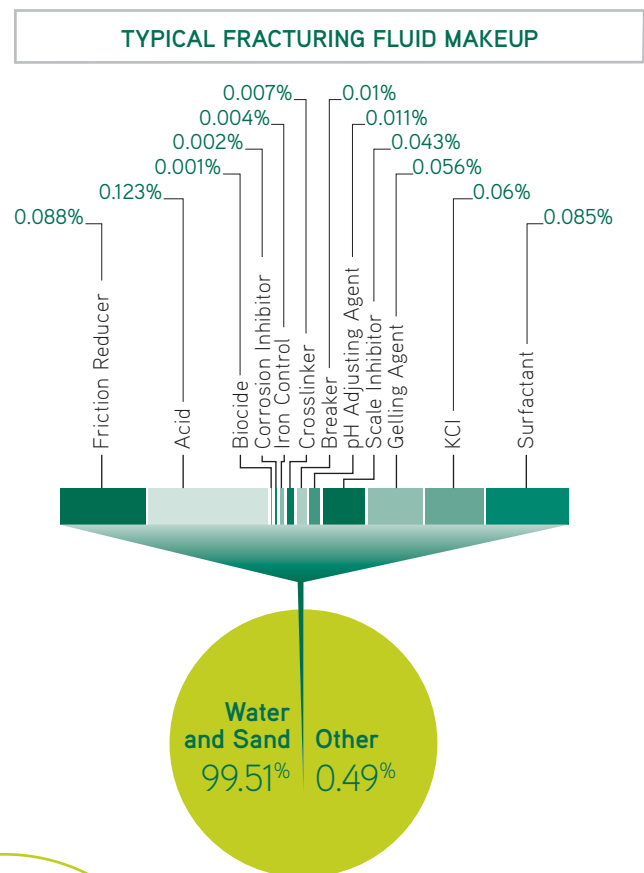 TYPICAL FRACTURING FLUID MAKEUP
0.007%
0.01%
0.004%
0.011%
0.002%
0.043%
0.001%
0.056%
0.123%
0.06%
0.088%
0.085%
Friction Reducer
Acid
Biocide
Corrosion Inhibitor
Iron Control
Crosslinker
Breaker
pH Adjusting Agent
Scale Inhibitor
Gelling Agent
KCl
Surfactant
Water
and Sand
99.51%
Other
0.49%